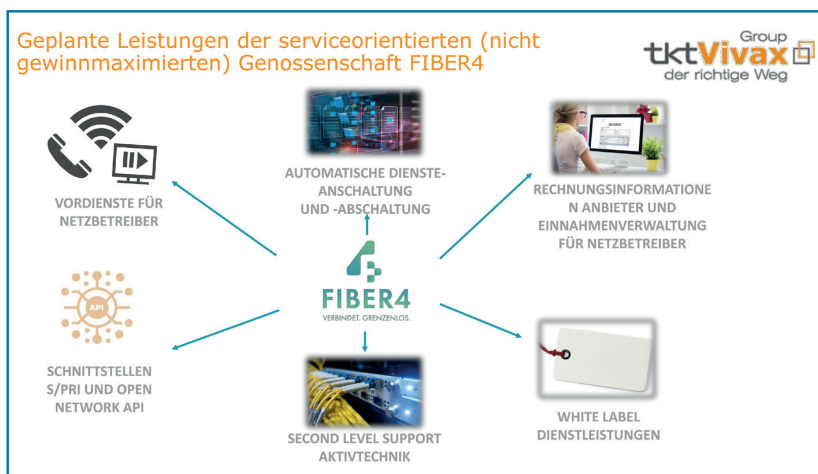 Geplante Leistungen der serviceorientierten (nicht
gewinnmaximierten) Genossenschaft FIBER4
Group
tktVivax
der richtige Weg
VORDIENSTE FÜR
NETZBETREIBER
AUTOMATISCHE DIENSTE-
ANSCHALTUNG
UND -ABSCHALTUNG
RECHNUNGSINFORMATIONE
N ANBIETER UND
EINNAHMENVERWALTUNG
FÜR NETZBETREIBER
FIBER4
VERBINDET. GRENZENLOS.
API
SCHNITTSTELLEN
S/PRI UND OPEN
NETWORK API
SECOND LEVEL SUPPORT
AKTIVTECHNIK
WHITE LABEL
DIENSTLEISTUNGEN